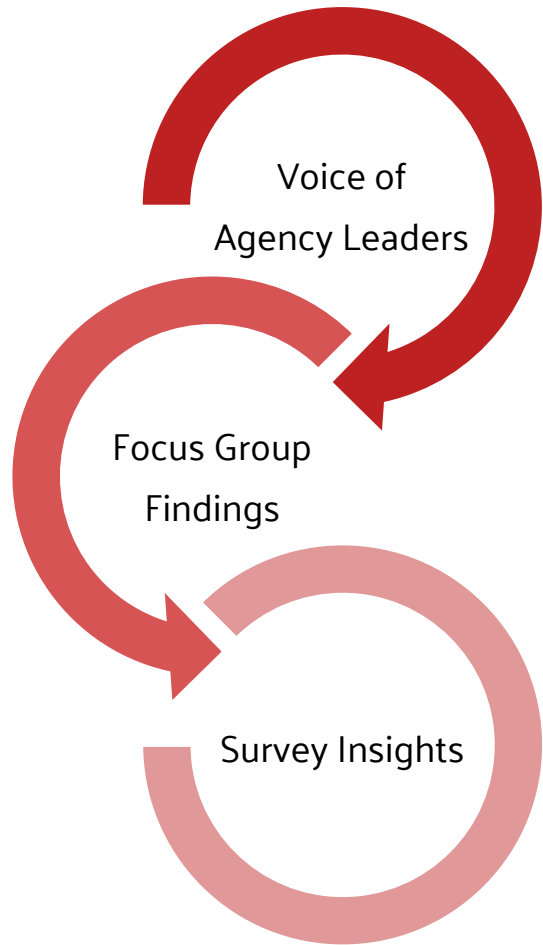 Voice of
Agency Leaders
Focus Group
Findings
Survey Insights